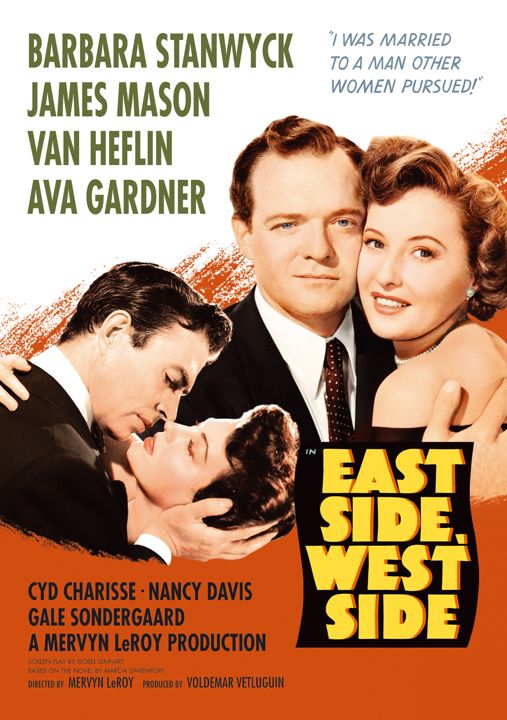 BARBARA STANWYCK
JAMES MASON
VAN HEFLIN
AVA GARDNER
"I WAS MARRIED
TO A MAN OTHER
WOMEN PURSUED!"
IN
EAST
SIDE,
WEST
SIDE
CYD CHARISSE · NANCY DAVIS
GALE SONDERGAARD
A MERVYN LeROY PRODUCTION
SCREEN PLAY BY ISOBEL LENNART
BASED ON THE NOVEL BY MARCIA DAVENPORT
DIRECTED BY MERVYN LeROY PRODUCED BY VOLDEMAR VETLUGUIN